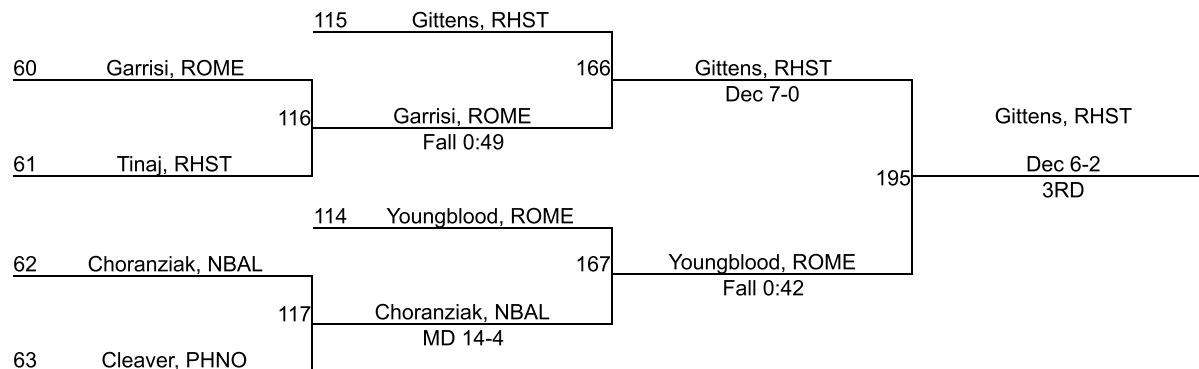 115 Gittens, RHST
60 Garrisi, ROME
166 Gittens, RHST
Dec 7-0
116 Garrisi, ROME
Fall 0:49
Gittens, RHST
61 Tinaj, RHST
195 Dec 6-2
3RD
114 Youngblood, ROME
62 Choranziak, NBAL
167 Youngblood, ROME
Fall 0:42
117 Choranziak, NBAL
MD 14-4
63 Cleaver, PHNO